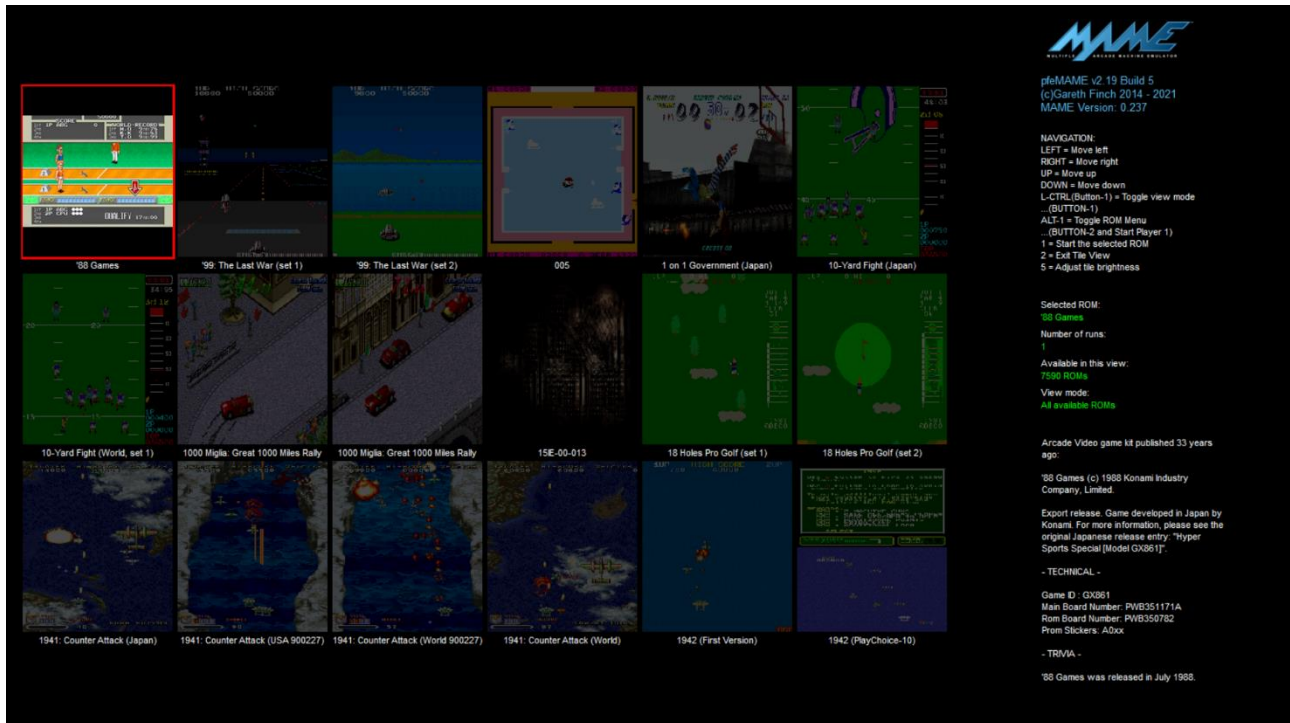 '88 Games
'99: The Last War (set 1)
'99: The Last War (set 2)
005
1 on 1 Government (Japan)
10-Yard Fight (Japan)
10-Yard Fight (World, set 1)
1000 Miglia: Great 1000 Miles Rally
1000 Miglia: Great 1000 Miles Rally
15IE-00-013
18 Holes Pro Golf (set 1)
18 Holes Pro Golf (set 2)
1941: Counter Attack (Japan)
1941: Counter Attack (USA 900227)
1941: Counter Attack (World 900227)
1941: Counter Attack (World)
1942 (First Version)
1942 (PlayChoice-10)
MAME
MULTIPLE ARCADE MACHINE EMULATOR
pfeMAME v2.19 Build 5
(c)Gareth Finch 2014 - 2021
MAME Version: 0.237
NAVIGATION:
LEFT = Move left
RIGHT = Move right
UP = Move up
DOWN = Move down
L-CTRL(Button-1) = Toggle view mode
...(BUTTON-1)
ALT-1 = Toggle ROM Menu
...(BUTTON-2 and Start Player 1)
1 = Start the selected ROM
2 = Exit Tile View
5 = Adjust tile brightness
Selected ROM:
'88 Games
Number of runs:
1
Available in this view:
7590 ROMs
View mode:
All available ROMs
Arcade Video game kit published 33 years
ago:
'88 Games (c) 1988 Konami Industry
Company, Limited.
Export release. Game developed in Japan by
Konami. For more information, please see the
original Japanese release entry: "Hyper
Sports Special [Model GX861]".
- TECHNICAL -
Game ID : GX861
Main Board Number: PWB351171A
Rom Board Number: PWB350782
Prom Stickers: A0xx
- TRIVIA -
'88 Games was released in July 1988.